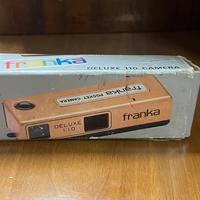 franka
DELUXE 110 CAMERA
franka POCKET CAMERA
DELUXE
110
franka